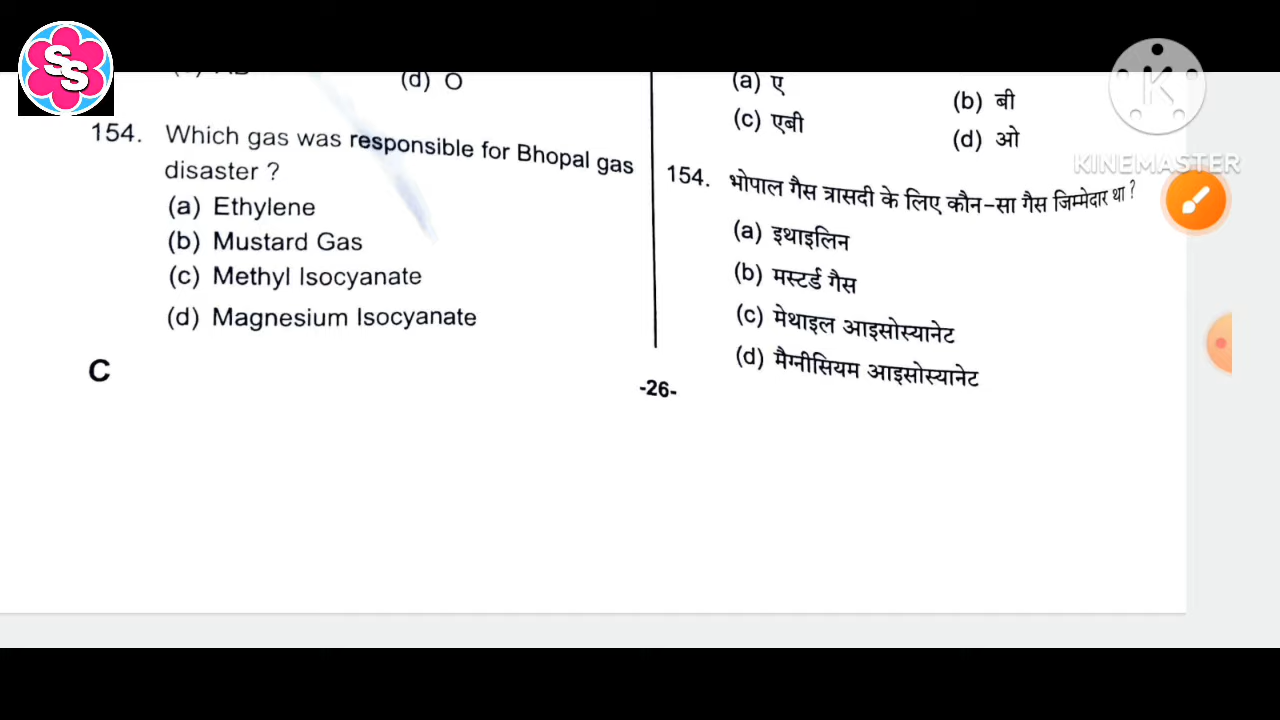 SS
(d) O
154. Which gas was responsible for Bhopal gas
disaster ?
(a) Ethylene
(b) Mustard Gas
(c) Methyl Isocyanate
(d) Magnesium Isocyanate
C
-26-
(a) ए
(b) बी
(c) एबी
(d) ओ
154. भोपाल गैस त्रासदी के लिए कौन-सा गैस जिम्मेदार था ?
(a) इथाइलिन
(b) मस्टर्ड गैस
(c) मेथाइल आइसोस्यानेट
(d) मैग्नीसियम आइसोस्यानेट
K
KINEMASTER